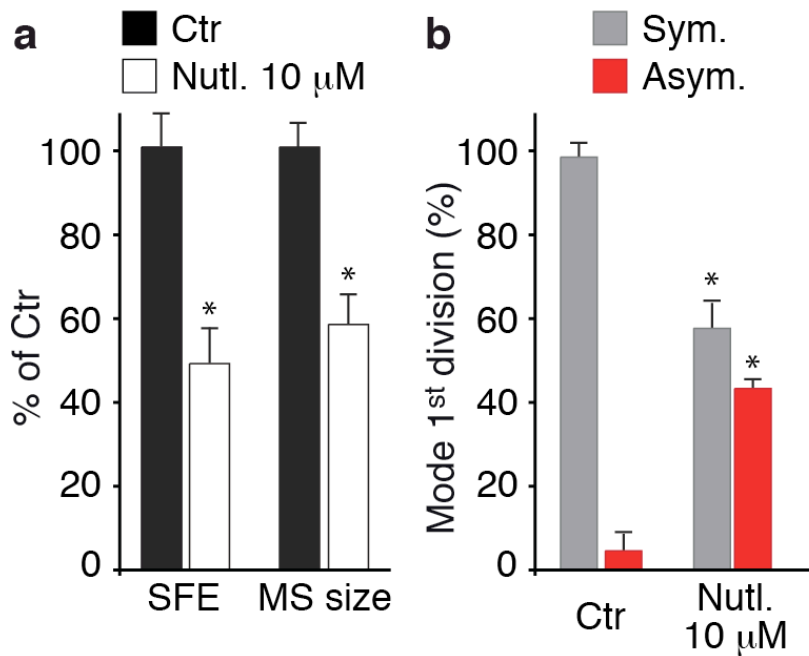 a
Ctr
Nutl. 10 μM
% of Ctr
100
80
60
40
20
0
*
*
SFE
MS size
b
Sym.
Asym.
Mode 1st division (%)
100
80
60
40
20
0
*
*
Ctr
Nutl.
10 μM